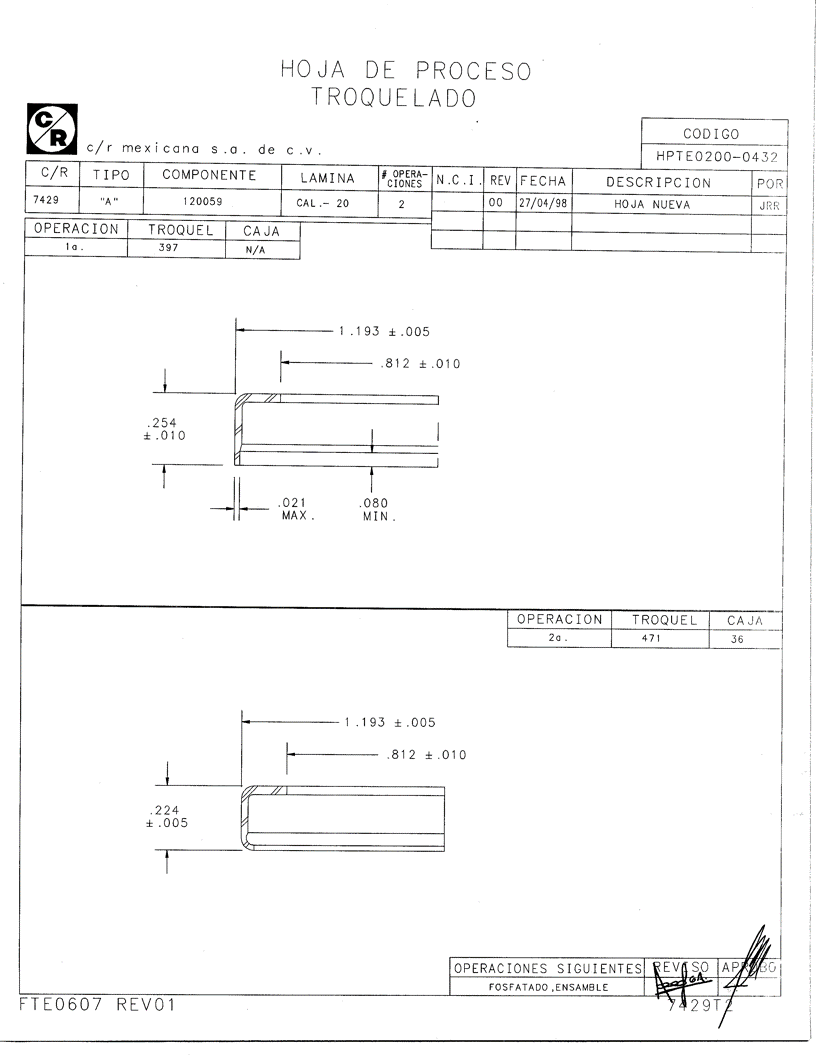 HOJA DE PROCESO
TROQUELADO
C/R
c/r mexicana s.a. de c.v.
CODIGO
HPTE0200-0432
C/R TIPO COMPONENTE LAMINA # OPERA-CIONES N.C.I. REV FECHA DESCRIPCION POR
7429 "A" 120059 CAL.- 20 2 00 27/04/98 HOJA NUEVA JRR
OPERACION TROQUEL CAJA
1a. 397 N/A
1.193 ±.005
.812 ±.010
.254
±.010
.021
MAX.
.080
MIN.
OPERACION TROQUEL CAJA
2a. 471 36
1.193 ±.005
.812 ±.010
.224
±.005
OPERACIONES SIGUIENTES REVISO APROBO
FOSFATADO,ENSAMBLE
FTE0607 REV01
7429T2